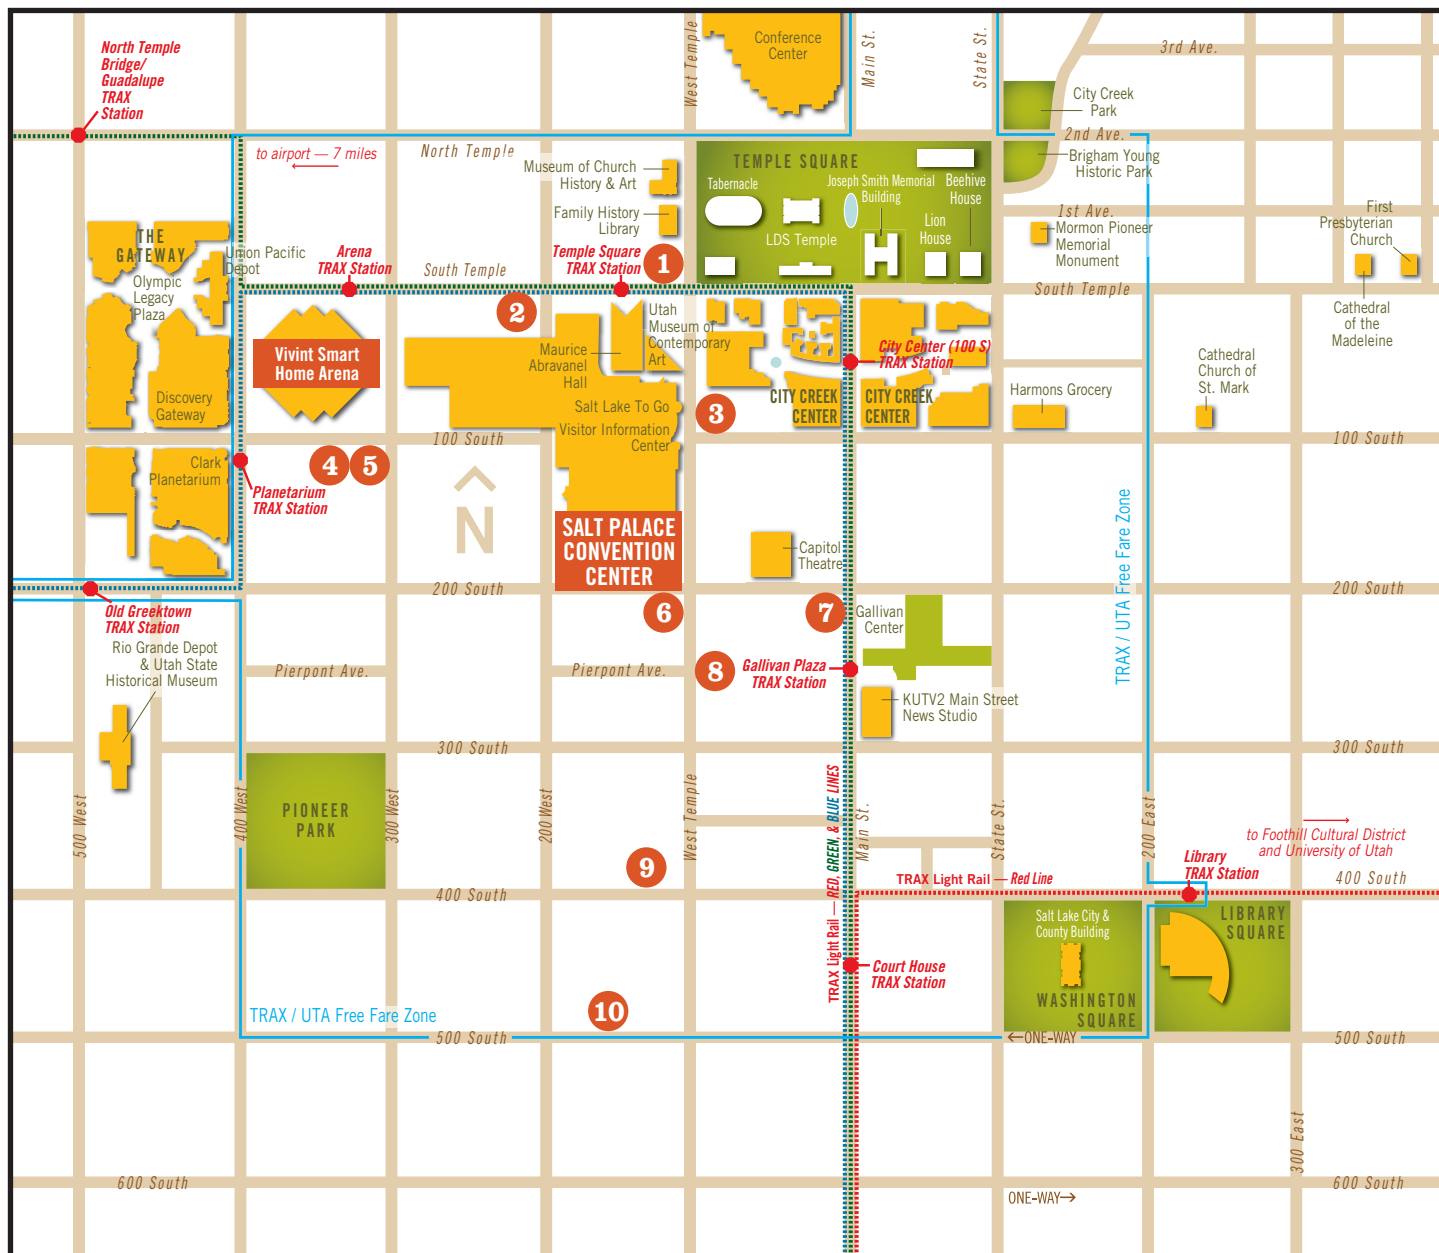 North Temple
Bridge/
Guadalupe
TRAX
Station
West Temple
Conference
Center
Main St.
State St.
3rd Ave.
City Creek
Park
2nd Ave.
Brigham Young
Historic Park
to airport — 7 miles
North Temple
Museum of Church
History & Art
Family History
Library
TEMPLE SQUARE
Tabernacle
Joseph Smith Memorial
Building
Beehive
House
Lion
House
LDS Temple
1st Ave.
Mormon Pioneer
Memorial
Monument
First
Presbyterian
Church
THE
GATEWAY
Union Pacific
Depot
Olympic
Legacy
Plaza
Arena
TRAX Station
South Temple
Temple Square
TRAX Station
1
South Temple
Cathedral
of the
Madeleine
2
Utah
Museum of
Contemporary
Art
Maurice
Abravanel
Hall
Vivint Smart
Home Arena
City Center (100 S)
TRAX Station
Cathedral
Church of
St. Mark
Discovery
Gateway
Salt Lake To Go
Visitor Information
Center
3
CITY CREEK
CENTER
CITY CREEK
CENTER
Harmons Grocery
100 South
100 South
Clark
Planetarium
4
5
Planetarium
TRAX Station
N
SALT PALACE
CONVENTION
CENTER
Capitol
Theatre
TRAX / UTA Free Fare Zone
200 South
200 South
Old Greektown
TRAX Station
6
7
Gallivan
Center
Rio Grande Depot
& Utah State
Historical Museum
Pierpont Ave.
Pierpont Ave.
8
Gallivan Plaza
TRAX Station
KUTV2 Main Street
News Studio
300 South
300 South
500 West
400 West
PIONEER
PARK
300 West
200 West
West Temple
TRAX Light Rail — RED, GREEN, & BLUE LINES
Main St.
State St.
200 East
to Foothill Cultural District
and University of Utah
9
Library
TRAX Station
TRAX Light Rail — Red Line
400 South
400 South
Salt Lake City &
County Building
LIBRARY
SQUARE
Court House
TRAX Station
WASHINGTON
SQUARE
TRAX / UTA Free Fare Zone
10
500 South
←ONE-WAY
500 South
300 East
600 South
ONE-WAY→
600 South